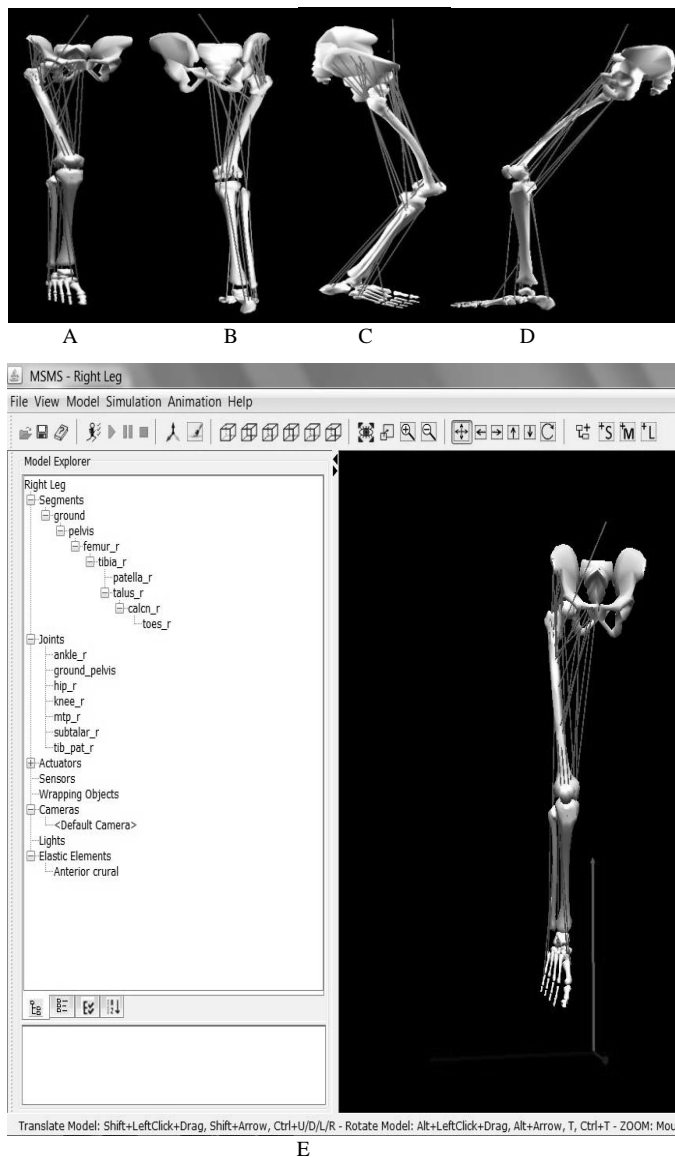 A B C D
MSMS - Right Leg
File View Model Simulation Animation Help
+S +M +L
Model Explorer
Right Leg
Segments
ground
pelvis
femur_r
tibia_r
patella_r
talus_r
calcn_r
toes_r
Joints
ankle_r
ground_pelvis
hip_r
knee_r
mtp_r
subtalar_r
tib_pat_r
Actuators
Sensors
Wrapping Objects
Cameras
<Default Camera>
Lights
Elastic Elements
Anterior crural
Translate Model: Shift+LeftClick+Drag, Shift+Arrow, Ctrl+U/D/L/R - Rotate Model: Alt+LeftClick+Drag, Alt+Arrow, T, Ctrl+T - ZOOM: Mou
E